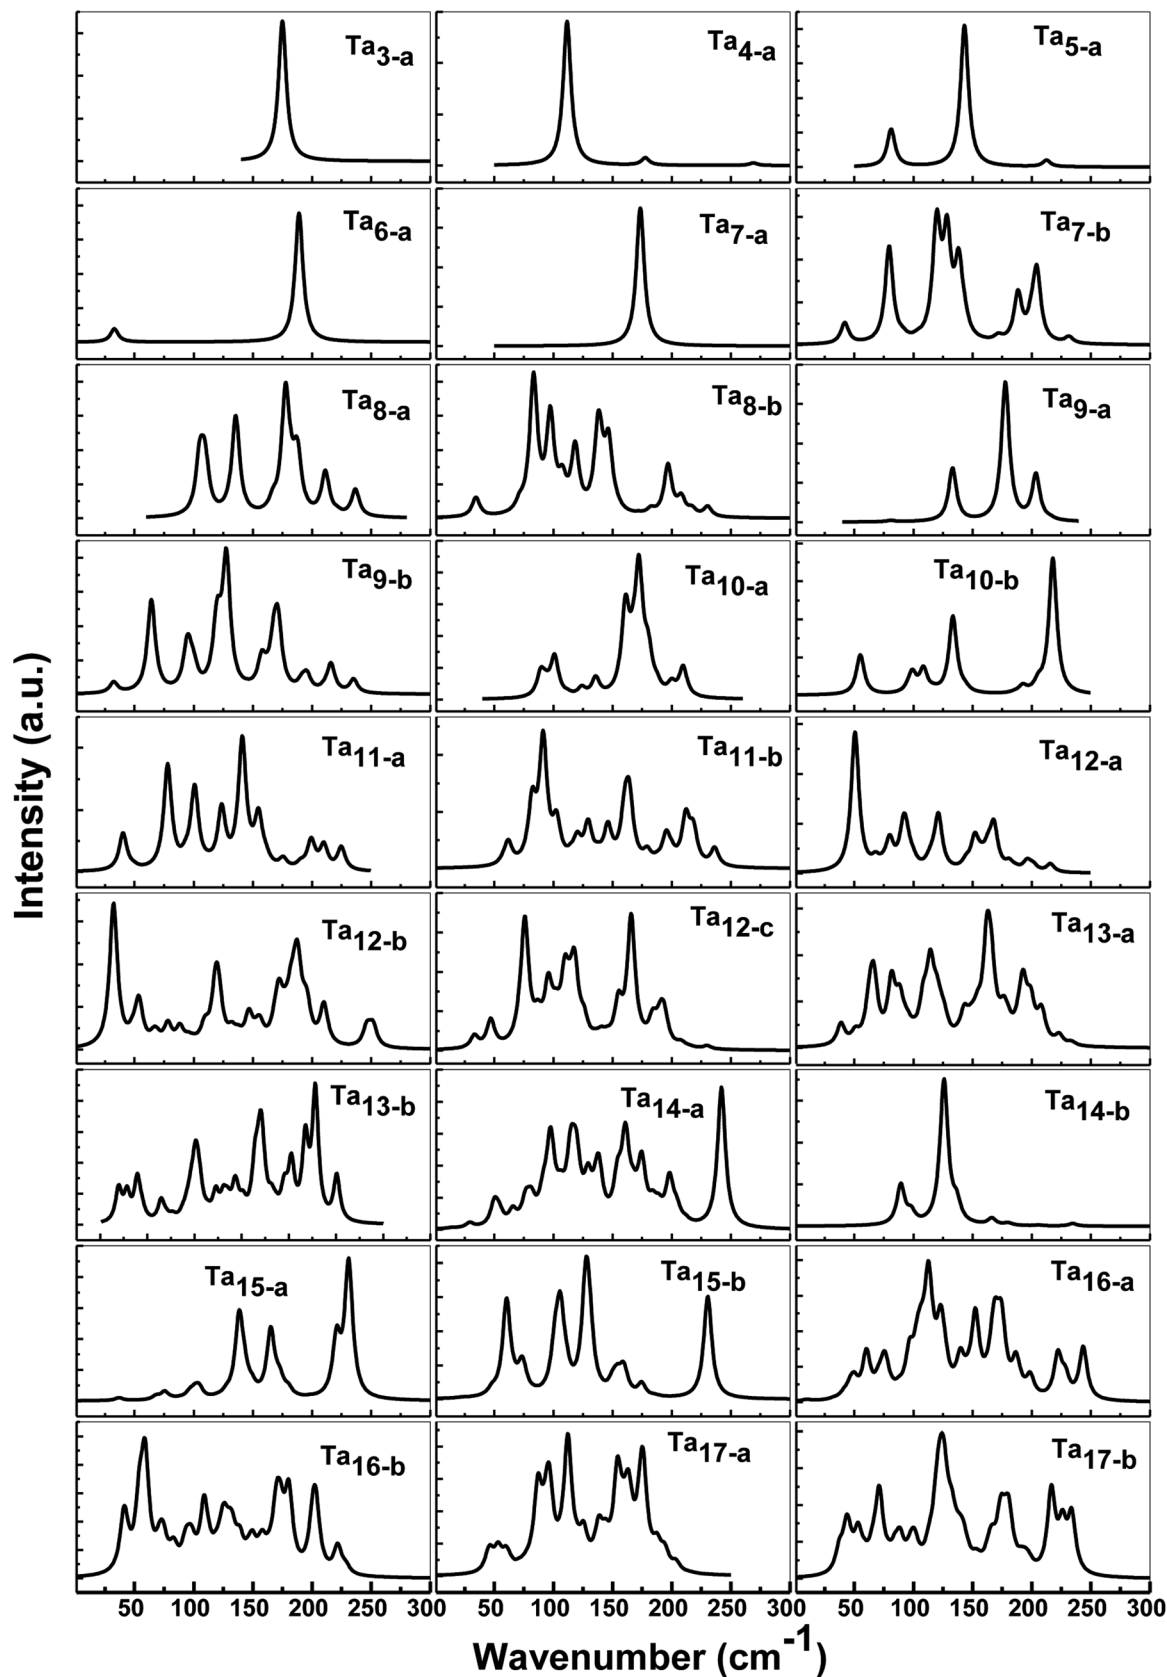 Ta3-a
Ta4-a
Ta5-a
Ta6-a
Ta7-a
Ta7-b
Ta8-a
Ta8-b
Ta9-a
Ta9-b
Ta10-a
Ta10-b
Ta11-a
Ta11-b
Ta12-a
Ta12-b
Ta12-c
Ta13-a
Ta13-b
Ta14-a
Ta14-b
Ta15-a
Ta15-b
Ta16-a
Ta16-b
Ta17-a
Ta17-b
Intensity (a.u.)
50 100 150 200 250 300 50 100 150 200 250 300 50 100 150 200 250 300
Wavenumber (cm-1)